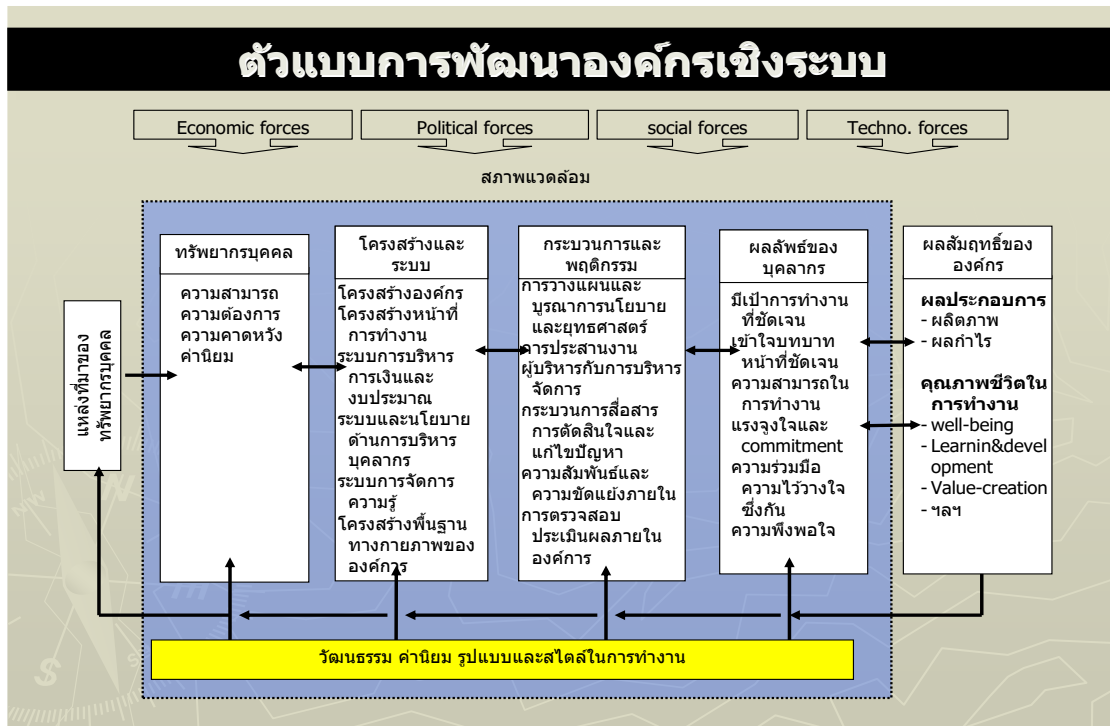 ตัวแบบการพัฒนาองค์กรเชิงระบบ
Economic forces
Political forces
social forces
Techno. forces
สภาพแวดล้อม
แหล่งที่มาของ
ทรัพยากรบุคคล
ทรัพยากรบุคคล
ความสามารถ
ความต้องการ
ความคาดหวัง
ค่านิยม
โครงสร้างและ
ระบบ
โครงสร้างองค์กร
โครงสร้างหน้าที่
การทำงาน
ระบบการบริหาร
การเงินและ
งบประมาณ
ระบบและนโยบาย
ด้านการบริหาร
บุคลากร
ระบบการจัดการ
ความรู้
โครงสร้างพื้นฐาน
ทางกายภาพของ
องค์การ
กระบวนการและ
พฤติกรรม
การวางแผนและ
บูรณาการนโยบาย
และยุทธศาสตร์
การประสานงาน
ผู้บริหารกับการบริหาร
จัดการ
กระบวนการสื่อสาร
การตัดสินใจและ
แก้ไขปัญหา
ความสัมพันธ์และ
ความขัดแย้งภายใน
การตรวจสอบ
ประเมินผลภายใน
องค์การ
ผลลัพธ์ของ
บุคลากร
มีเป้าการทำงาน
ที่ชัดเจน
เข้าใจบทบาท
หน้าที่ชัดเจน
ความสามารถใน
การทำงาน
แรงจูงใจและ
commitment
ความร่วมมือ
ความไว้วางใจ
ซึ่งกัน
ความพึงพอใจ
ผลสัมฤทธิ์ของ
องค์กร
ผลประกอบการ
- ผลิตภาพ
- ผลกำไร
คุณภาพชีวิตใน
การทำงาน
- well-being
- Learnin&devel
opment
- Value-creation
- ฯลฯ
วัฒนธรรม ค่านิยม รูปแบบและสไตล์ในการทำงาน
N
S